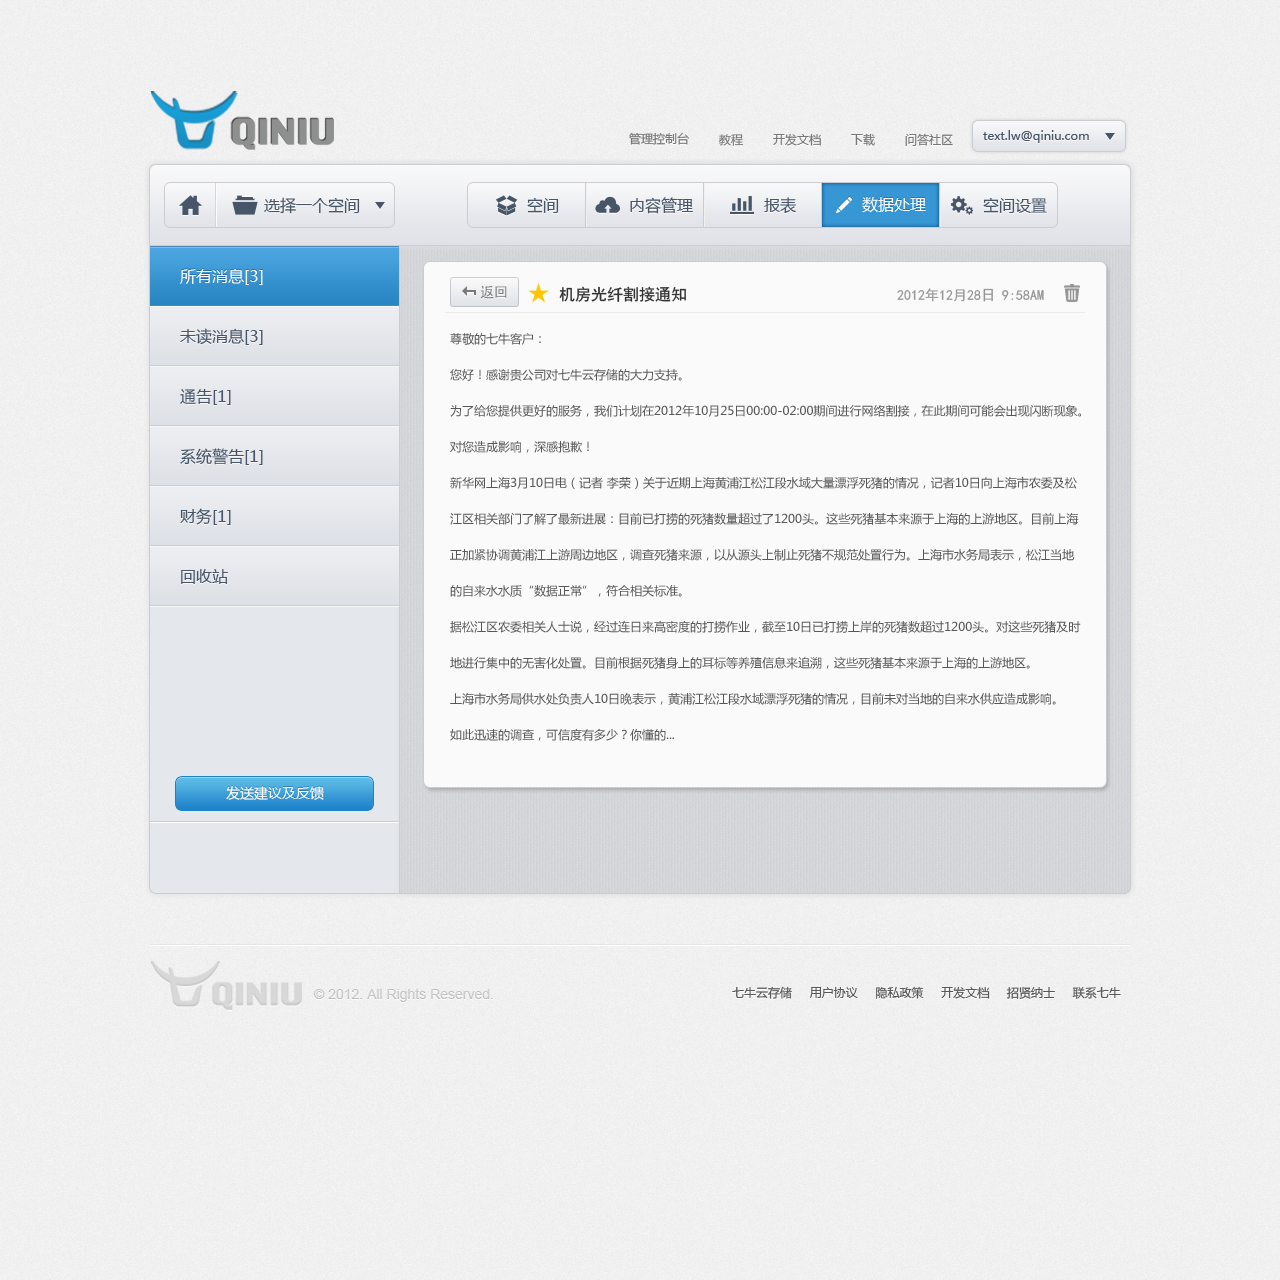 QINIU
管理控制台 教程 开发文档 下载 问答社区 text.lw@qiniu.com
选择一个空间 空间 内容管理 报表 数据处理 空间设置
所有消息[3]
未读消息[3]
通告[1]
系统警告[1]
财务[1]
回收站
发送建议及反馈
返回 机房光纤割接通知 2012年12月28日 9:58AM
尊敬的七牛客户：
您好！感谢贵公司对七牛云存储的大力支持。
为了给您提供更好的服务，我们计划在2012年10月25日00:00-02:00期间进行网络割接，在此期间可能会出现闪断现象。
对您造成影响，深感抱歉！
新华网上海3月10日电（记者 李荣）关于近期上海黄浦江松江段水域大量漂浮死猪的情况，记者10日向上海市农委及松
江区相关部门了解了最新进展：目前已打捞的死猪数量超过了1200头。这些死猪基本来源于上海的上游地区。目前上海
正加紧协调黄浦江上游周边地区，调查死猪来源，以从源头上制止死猪不规范处置行为。上海市水务局表示，松江当地
的自来水水质“数据正常”，符合相关标准。
据松江区农委相关人士说，经过连日来高密度的打捞作业，截至10日已打捞上岸的死猪数超过1200头。对这些死猪及时
地进行集中的无害化处置。目前根据死猪身上的耳标等养殖信息来追溯，这些死猪基本来源于上海的上游地区。
上海市水务局供水处负责人10日晚表示，黄浦江松江段水域漂浮死猪的情况，目前未对当地的自来水供应造成影响。
如此迅速的调查，可信度有多少？你懂的...
QINIU © 2012. All Rights Reserved. 七牛云存储 用户协议 隐私政策 开发文档 招贤纳士 联系七牛